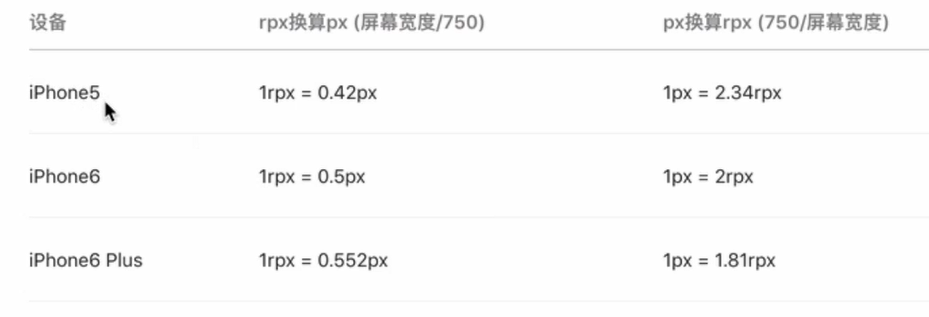 设备 rpx换算px (屏幕宽度/750) px换算rpx (750/屏幕宽度)
iPhone5 1rpx = 0.42px 1px = 2.34rpx
iPhone6 1rpx = 0.5px 1px = 2rpx
iPhone6 Plus 1rpx = 0.552px 1px = 1.81rpx